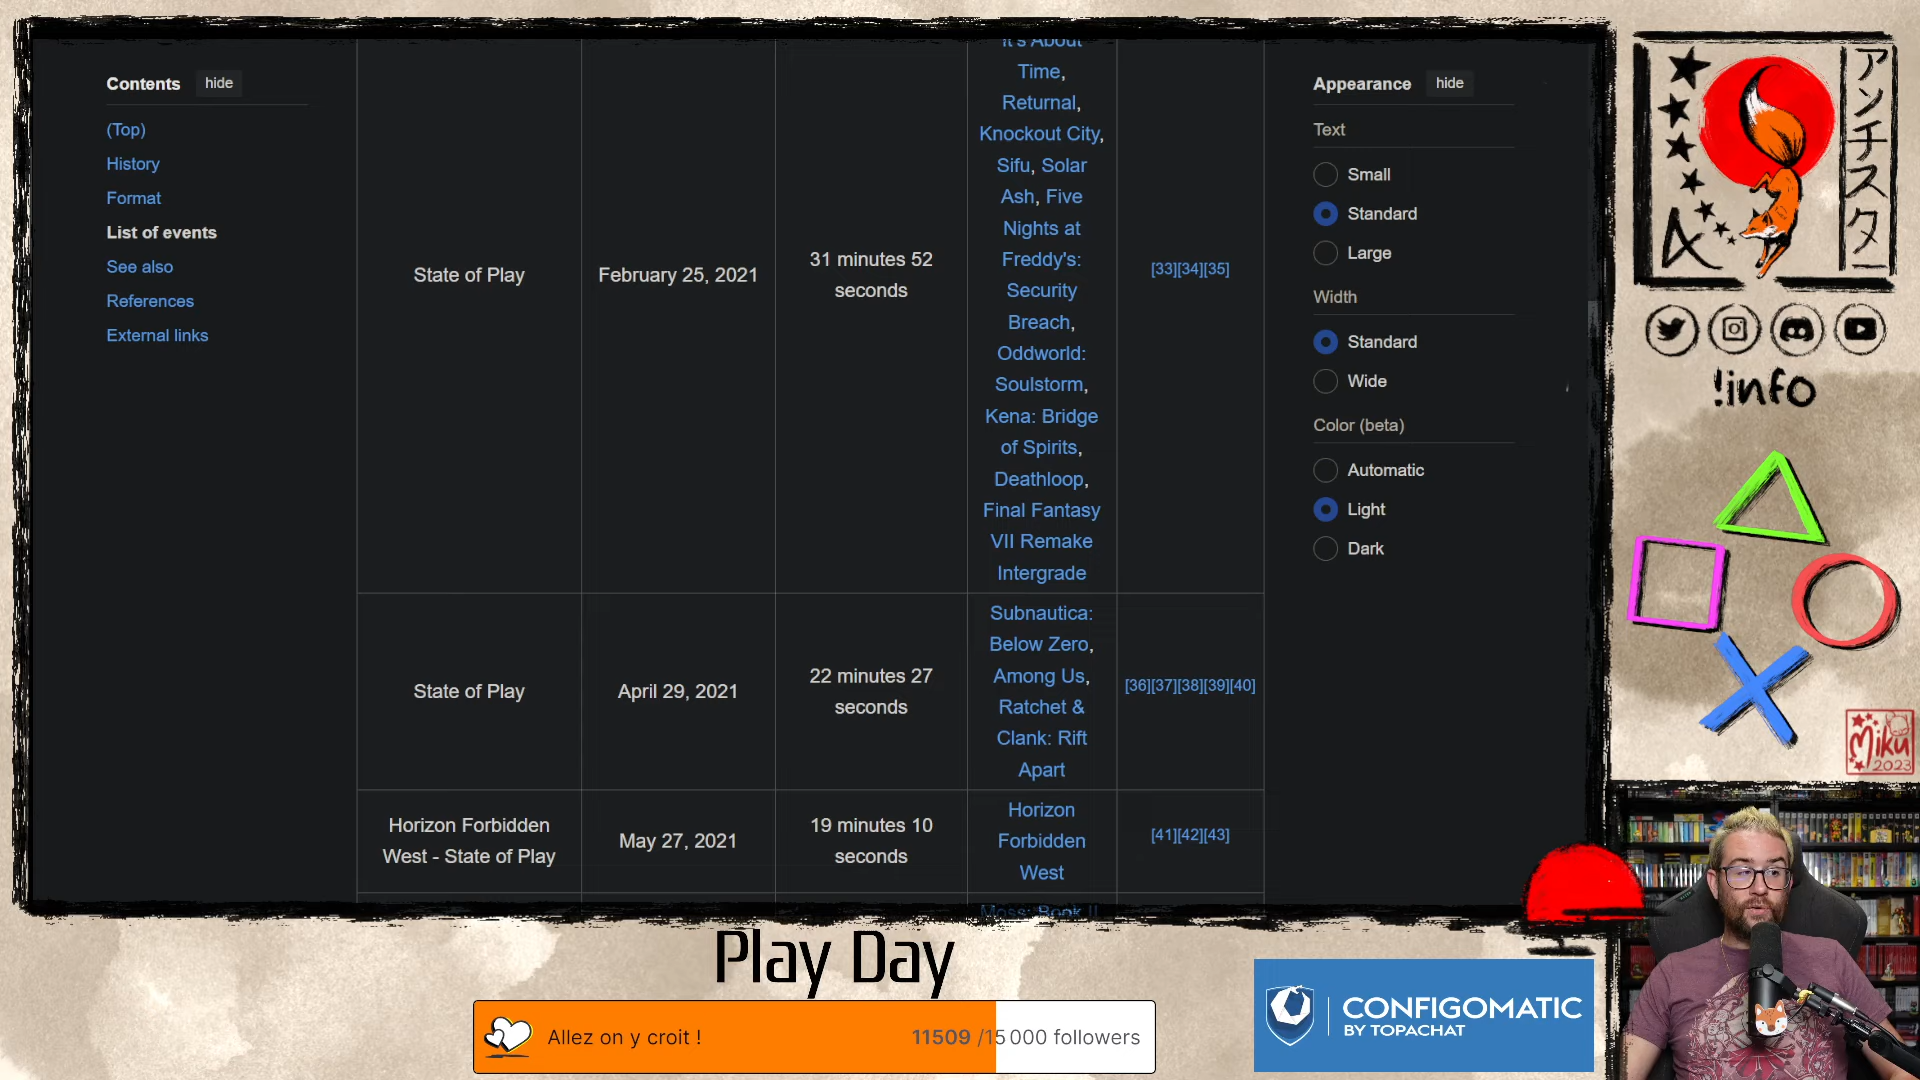 Contents hide
(Top)
History
Format
List of events
See also
References
External links
It's About
Time,
Returnal,
Knockout City,
Sifu, Solar
Ash, Five
Nights at
Freddy's:
Security
Breach,
Oddworld:
Soulstorm,
Kena: Bridge
of Spirits,
Deathloop,
Final Fantasy
VII Remake
Intergrade
State of Play
February 25, 2021
31 minutes 52
seconds
[33][34][35]
State of Play
April 29, 2021
22 minutes 27
seconds
Subnautica:
Below Zero,
Among Us,
Ratchet &
Clank: Rift
Apart
[36][37][38][39][40]
Horizon Forbidden
West - State of Play
May 27, 2021
19 minutes 10
seconds
Horizon
Forbidden
West
[41][42][43]
Moss: Book II
Appearance hide
Text
Small
Standard
Large
Width
Standard
Wide
Color (beta)
Automatic
Light
Dark
アンチスター
!info
Miku
2023
Play Day
Allez on y croit !
11509 /15 000 followers
CONFIGOMATIC
BY TOPACHAT